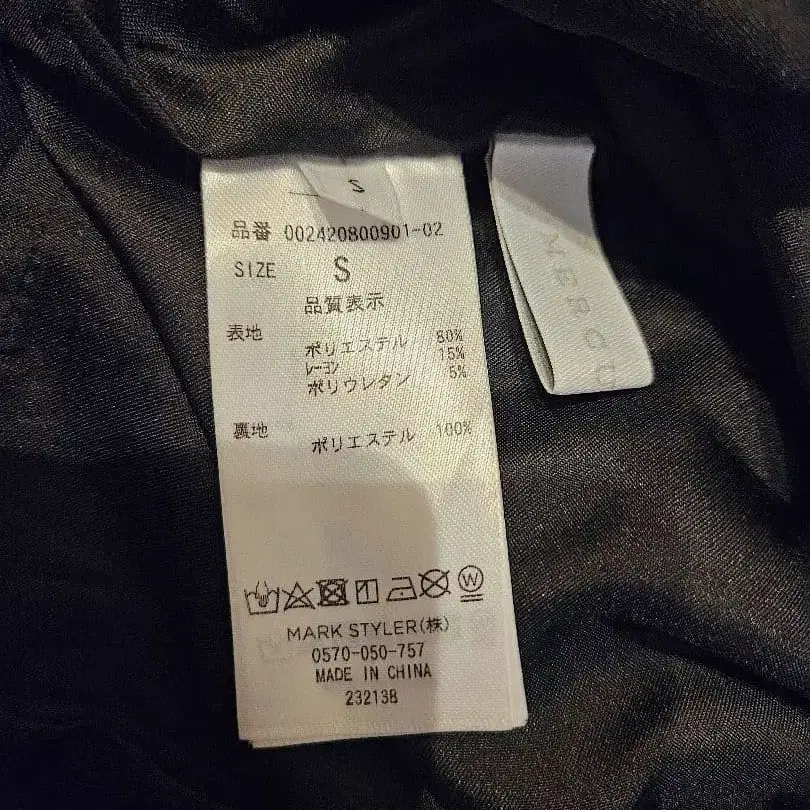 S
品番 002420800901-02
SIZE S
品質表示
表地
ポリエステル 80%
レーヨン 15%
ポリウレタン 5%
裏地
ポリエステル 100%
W
MARK STYLER(株)
0570-050-757
MADE IN CHINA
232138
MERCU